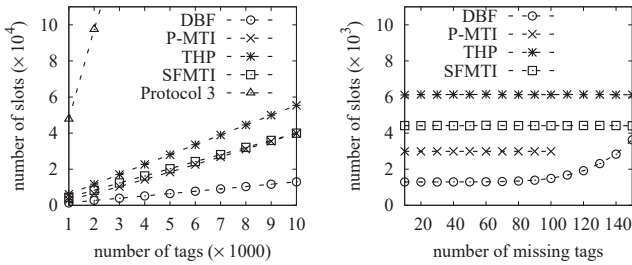 number of slots (× 10⁴)
10
8
6
4
2
0
DBF
P-MTI
THP
SFMTI
Protocol 3
1 2 3 4 5 6 7 8 9 10
number of tags (× 1000)
number of slots (× 10³)
10
8
6
4
2
0
DBF
P-MTI
THP
SFMTI
20 40 60 80 100 120 140
number of missing tags